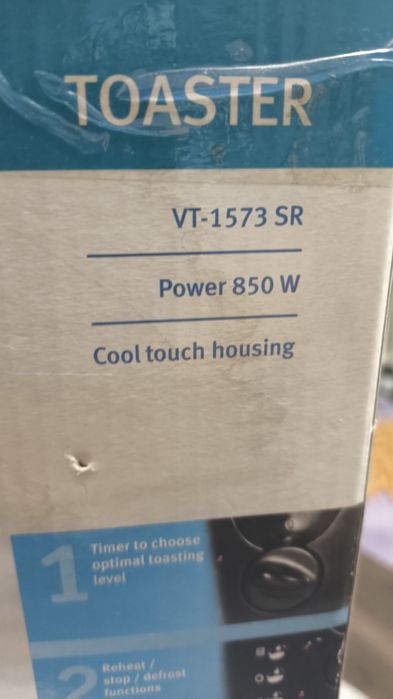 TOASTER
VT-1573 SR
Power 850 W
Cool touch housing
1
Timer to choose
optimal toasting
level
2
Reheat /
stop / defrost
functions